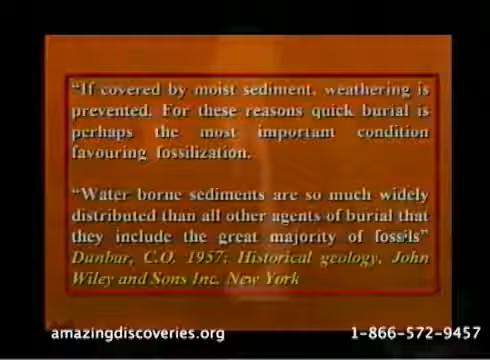 "If covered by moist sediment, weathering is
prevented. For these reasons quick burial is
perhaps the most important condition
favouring fossilization.
"Water borne sediments are so much widely
distributed than all other agents of burial that
they include the great majority of fossils"
Dunbar, C.O. 1957: Historical geology, John
Wiley and Sons Inc. New York
amazingdiscoveries.org 1-866-572-9457